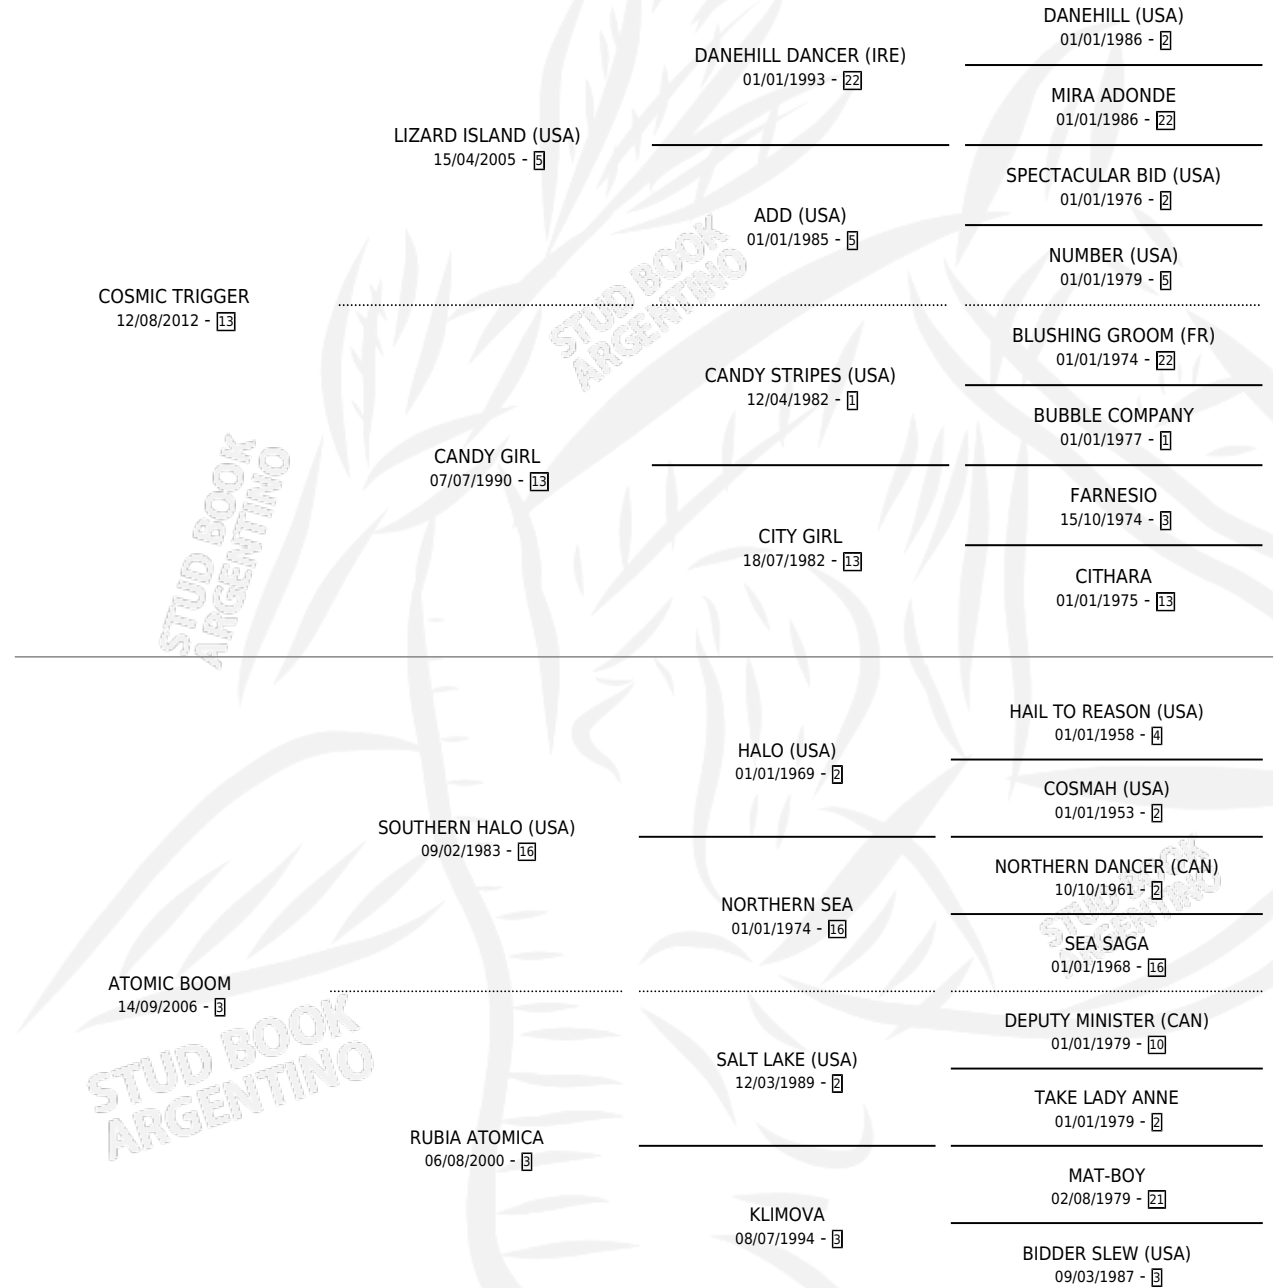 DANEHILL (USA)
01/01/1986 - 2
DANEHILL DANCER (IRE)
01/01/1993 - 22
MIRA ADONDE
01/01/1986 - 22
LIZARD ISLAND (USA)
15/04/2005 - 5
SPECTACULAR BID (USA)
01/01/1976 - 2
ADD (USA)
01/01/1985 - 5
NUMBER (USA)
01/01/1979 - 5
COSMIC TRIGGER
12/08/2012 - 13
BLUSHING GROOM (FR)
01/01/1974 - 22
CANDY STRIPES (USA)
12/04/1982 - 1
BUBBLE COMPANY
01/01/1977 - 1
CANDY GIRL
07/07/1990 - 13
FARNESIO
15/10/1974 - 3
CITY GIRL
18/07/1982 - 13
CITHARA
01/01/1975 - 13
HAIL TO REASON (USA)
01/01/1958 - 4
HALO (USA)
01/01/1969 - 2
COSMAH (USA)
01/01/1953 - 2
SOUTHERN HALO (USA)
09/02/1983 - 16
NORTHERN DANCER (CAN)
10/10/1961 - 2
NORTHERN SEA
01/01/1974 - 16
SEA SAGA
01/01/1968 - 16
ATOMIC BOOM
14/09/2006 - 3
DEPUTY MINISTER (CAN)
01/01/1979 - 10
SALT LAKE (USA)
12/03/1989 - 2
TAKE LADY ANNE
01/01/1979 - 2
RUBIA ATOMICA
06/08/2000 - 3
MAT-BOY
02/08/1979 - 21
KLIMOVA
08/07/1994 - 3
BIDDER SLEW (USA)
09/03/1987 - 3
STUD BOOK
ARGENTINO
STUD BOOK
ARGENTINO
STUD BOOK
ARGENTINO
STUD BOOK
ARGENTINO